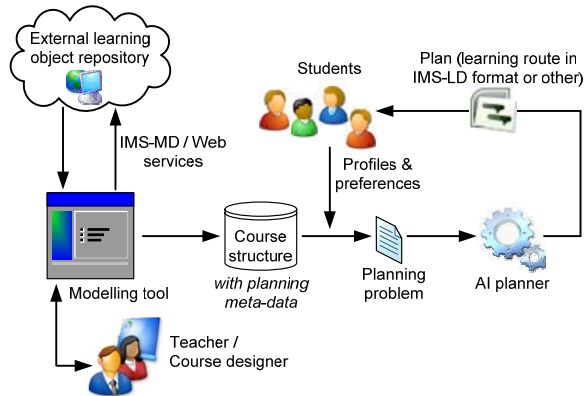 External learning
object repository
Students
Plan (learning route in
IMS-LD format or other)
IMS-MD / Web
services
Profiles &
preferences
Course
structure
with planning
meta-data
Modelling tool
Planning
problem
AI planner
Teacher /
Course designer